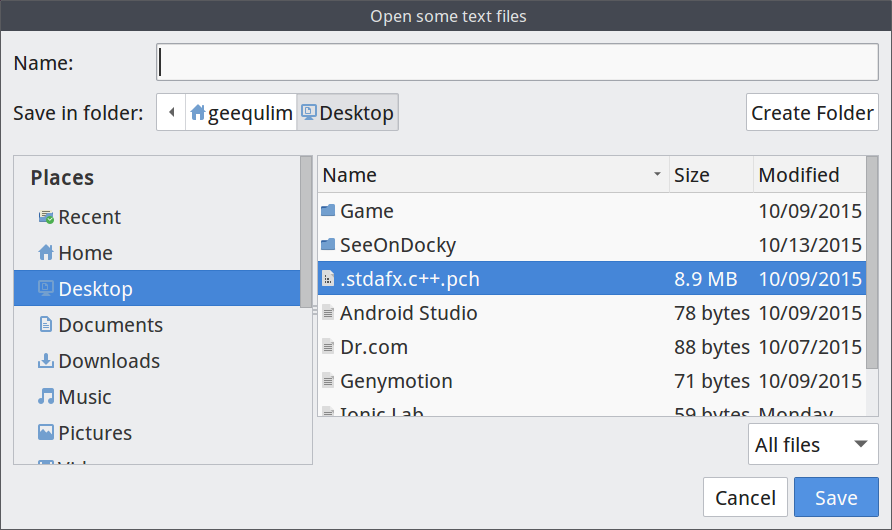 Open some text files
Name:
Save in folder: geequlim Desktop Create Folder
Places
Recent
Home
Desktop
Documents
Downloads
Music
Pictures
Name Size Modified
Game 10/09/2015
SeeOnDocky 10/13/2015
.stdafx.c++.pch 8.9 MB 10/09/2015
Android Studio 78 bytes 10/09/2015
Dr.com 88 bytes 10/07/2015
Genymotion 71 bytes 10/09/2015
Ionic Lab 59 bytes Monday
All files
Cancel Save